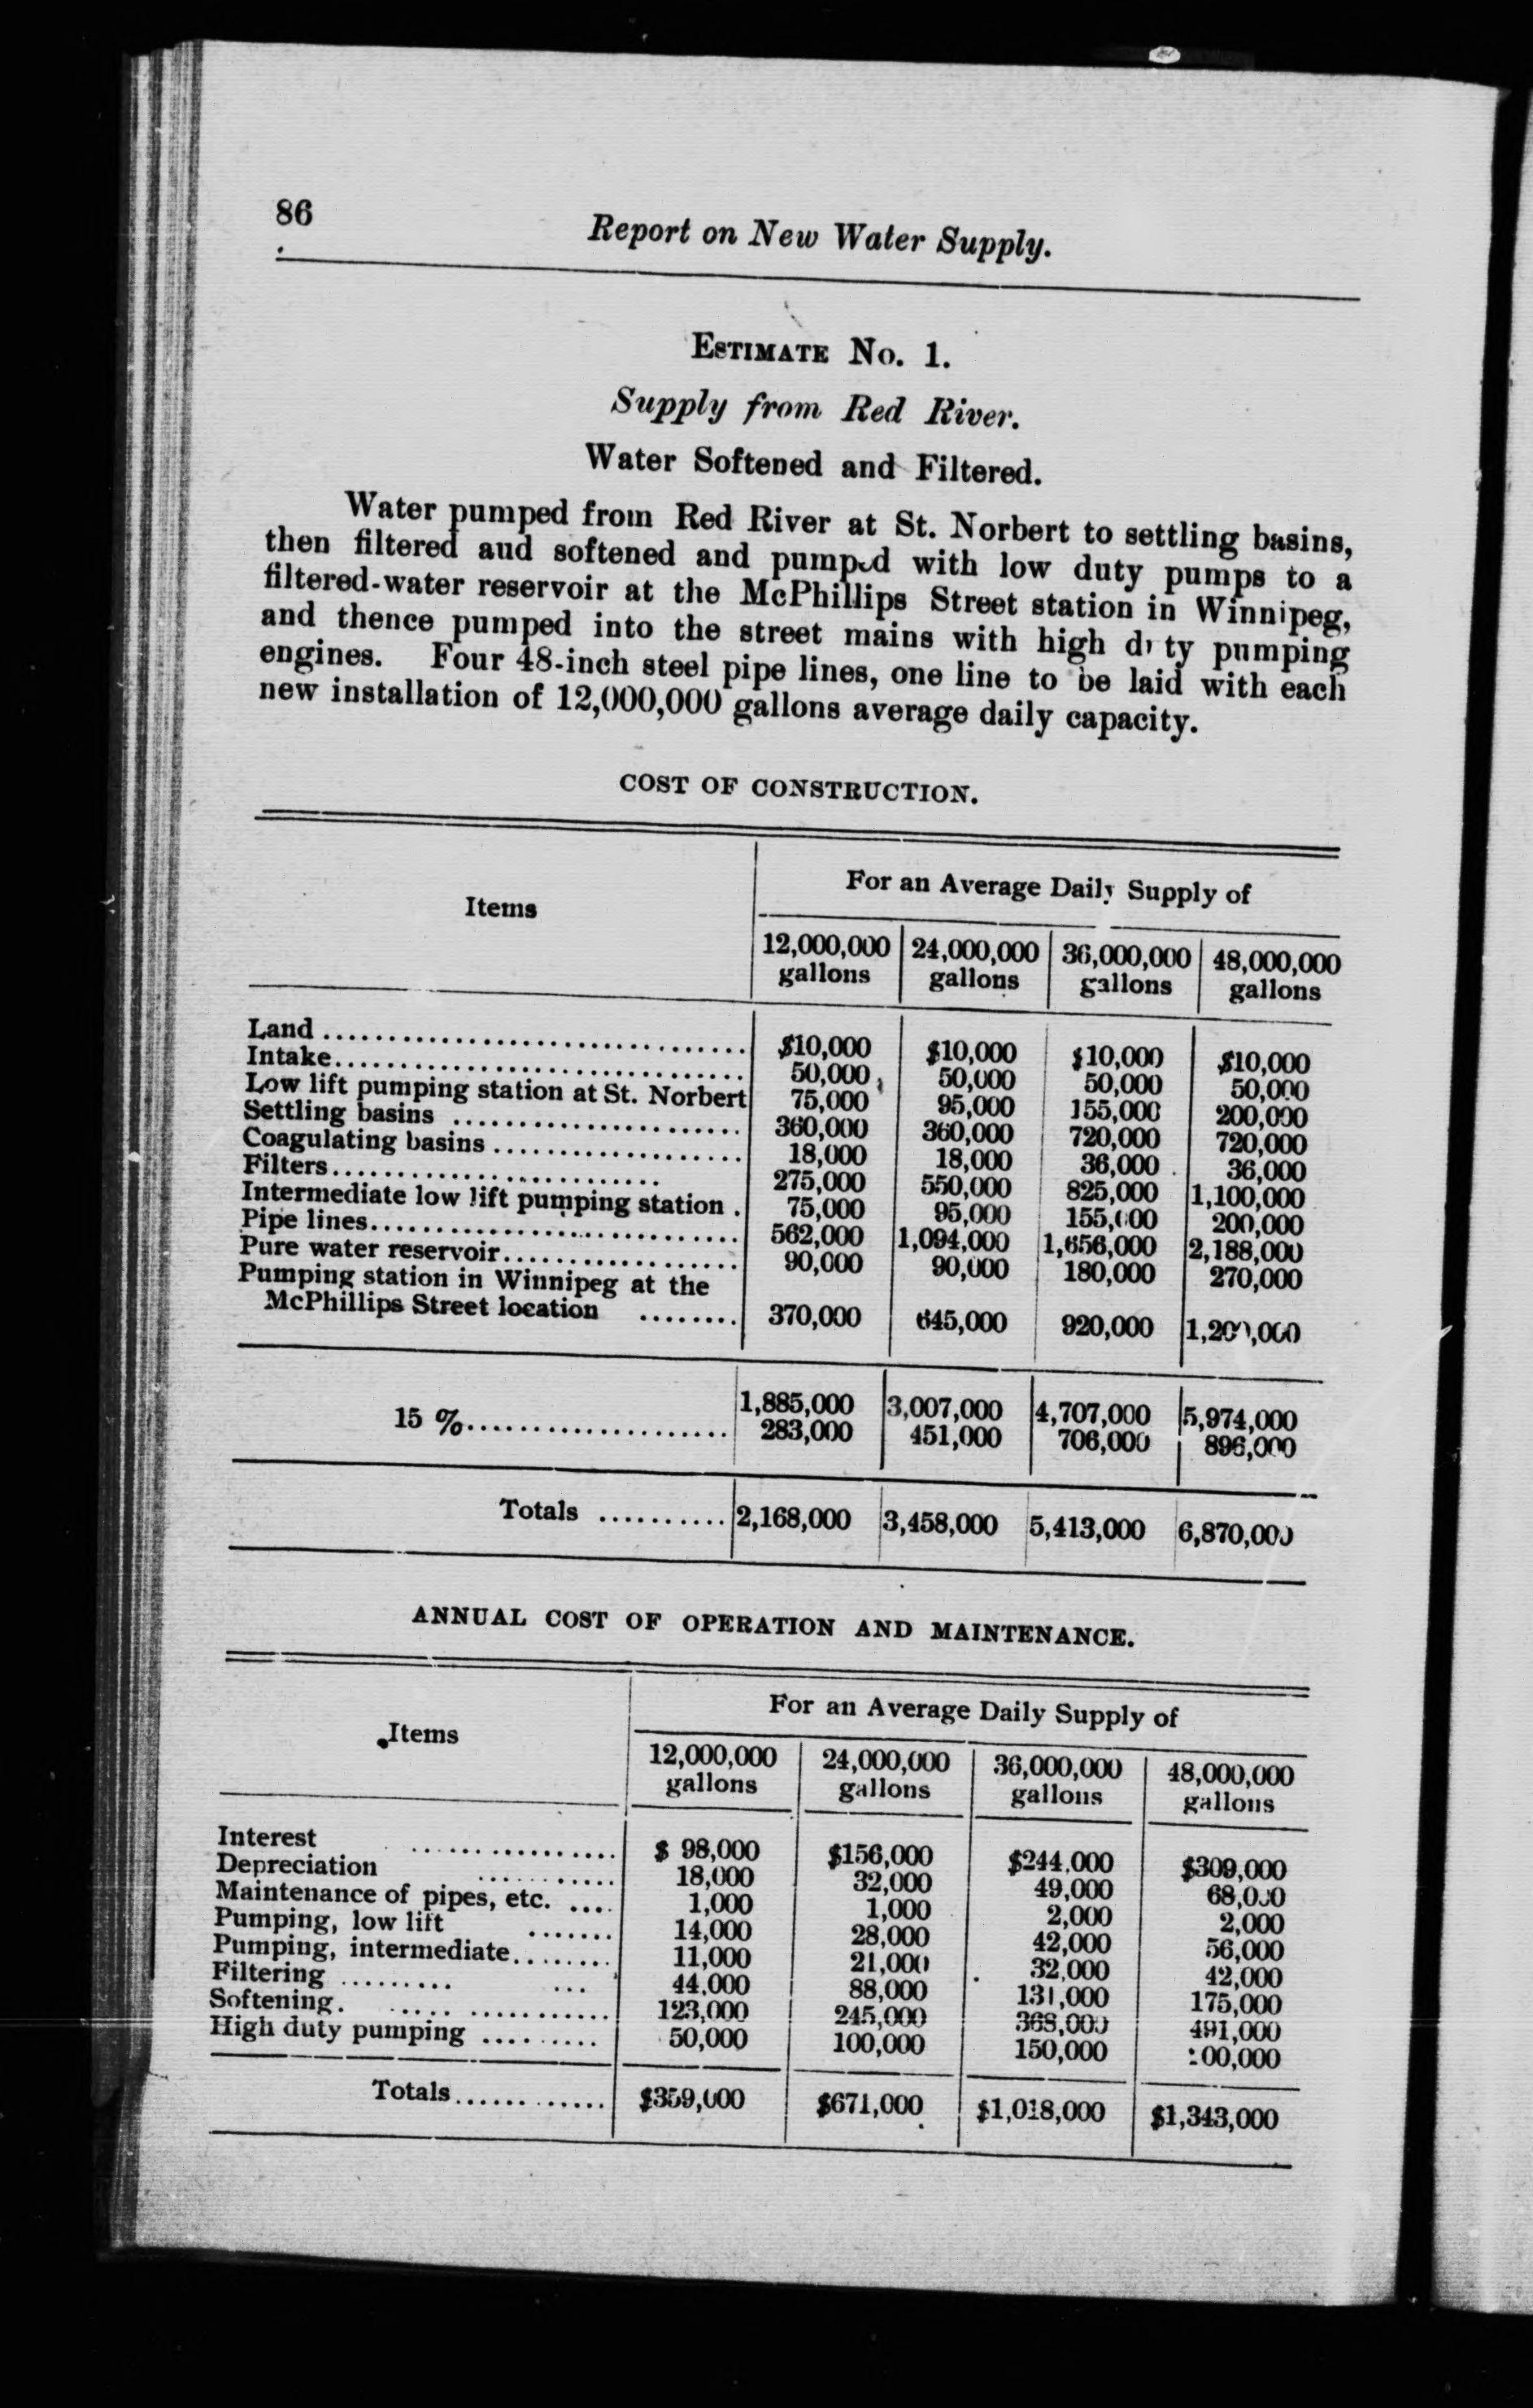 86
Report on New Water Supply.
ESTIMATE No. 1.
Supply from Red River.
Water Softened and Filtered.
Water pumped from Red River at St. Norbert to settling basins,
then filtered aud softened and pumped with low duty pumps to a
filtered-water reservoir at the McPhillips Street station in Winnipeg,
and thence pumped into the street mains with high duty pumping
engines. Four 48-inch steel pipe lines, one line to be laid with each
new installation of 12,000,000 gallons average daily capacity.
COST OF CONSTRUCTION.
Items
For an Average Daily Supply of
12,000,000 24,000,000 36,000,000 48,000,000
gallons gallons gallons gallons
Land .......... $10,000 $10,000 $10,000 $10,000
Intake.......... 50,000 50,000 50,000 50,000
Low lift pumping station at St. Norbert 75,000 95,000 155,000 200,000
Settling basins .......... 360,000 360,000 720,000 720,000
Coagulating basins .......... 18,000 18,000 36,000 36,000
Filters.......... 275,000 550,000 825,000 1,100,000
Intermediate low lift pumping station . 75,000 95,000 155,000 200,000
Pipe lines.......... 562,000 1,094,000 1,656,000 2,188,000
Pure water reservoir.......... 90,000 90,000 180,000 270,000
Pumping station in Winnipeg at the
McPhillips Street location ........ 370,000 645,000 920,000 1,200,000
1,885,000 3,007,000 4,707,000 5,974,000
15 %.......... 283,000 451,000 706,000 896,000
Totals .......... 2,168,000 3,458,000 5,413,000 6,870,000
ANNUAL COST OF OPERATION AND MAINTENANCE.
Items
For an Average Daily Supply of
12,000,000 24,000,000 36,000,000 48,000,000
gallons gallons gallons gallons
Interest .......... $ 98,000 $156,000 $244,000 $309,000
Depreciation .......... 18,000 32,000 49,000 68,000
Maintenance of pipes, etc. .... 1,000 1,000 2,000 2,000
Pumping, low lift ....... 14,000 28,000 42,000 56,000
Pumping, intermediate........ 11,000 21,000 32,000 42,000
Filtering ......... ... 44,000 88,000 131,000 175,000
Softening. .......... 123,000 245,000 368,000 491,000
High duty pumping ......... 50,000 100,000 150,000 200,000
Totals............ $359,000 $671,000 $1,018,000 $1,343,000